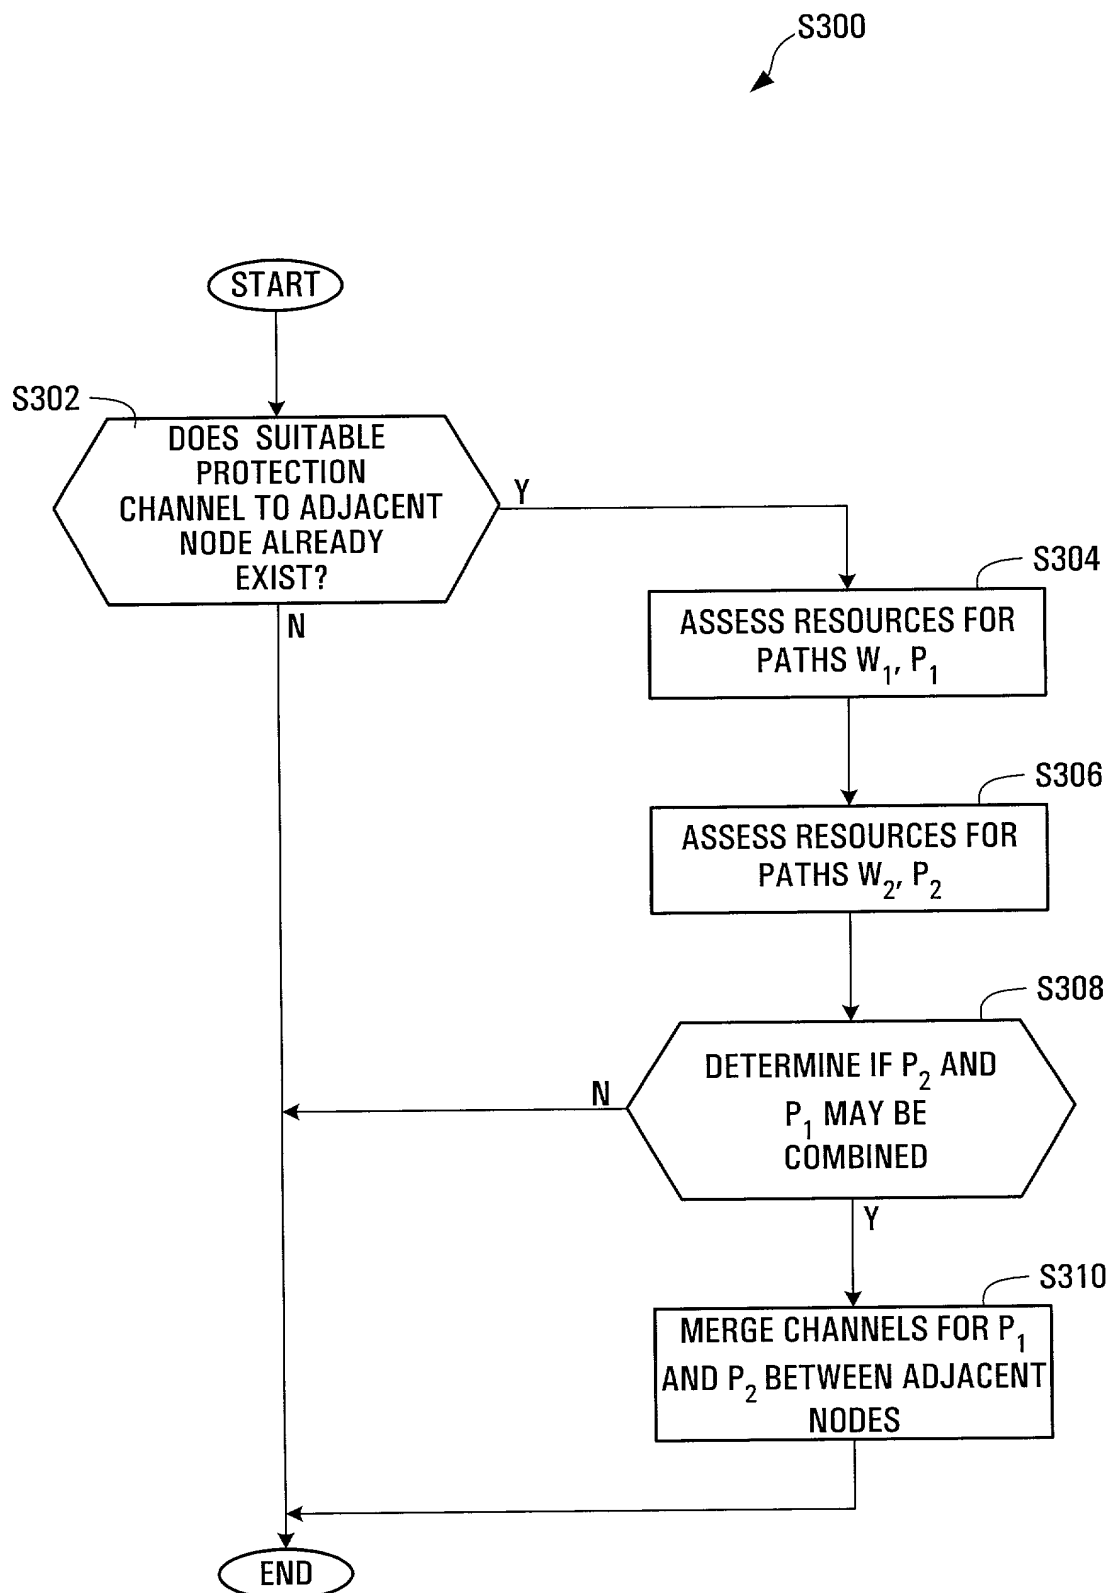 S300
START
S302
DOES SUITABLE
PROTECTION
CHANNEL TO ADJACENT
NODE ALREADY
EXIST?
Y
N
S304
ASSESS RESOURCES FOR
PATHS W₁, P₁
S306
ASSESS RESOURCES FOR
PATHS W₂, P₂
S308
DETERMINE IF P₂ AND
P₁ MAY BE
COMBINED
N
Y
S310
MERGE CHANNELS FOR P₁
AND P₂ BETWEEN ADJACENT
NODES
END